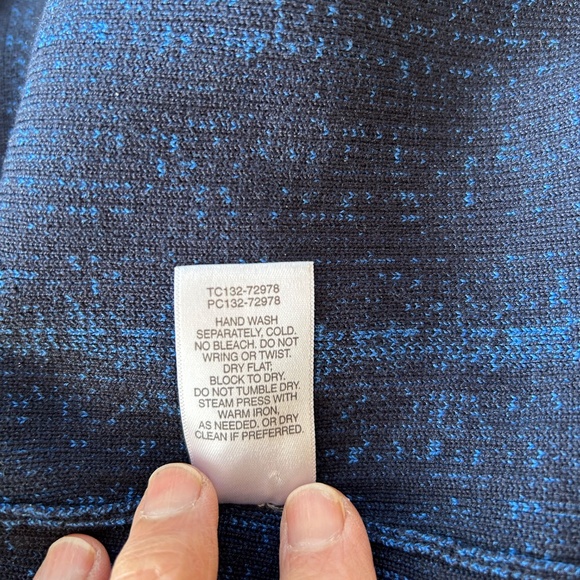 TC132-72978
PC132-72978
HAND WASH
SEPARATELY, COLD.
NO BLEACH. DO NOT
WRING OR TWIST.
DRY FLAT;
BLOCK TO DRY.
DO NOT TUMBLE DRY.
STEAM PRESS WITH
WARM IRON,
AS NEEDED. OR DRY
CLEAN IF PREFERRED.